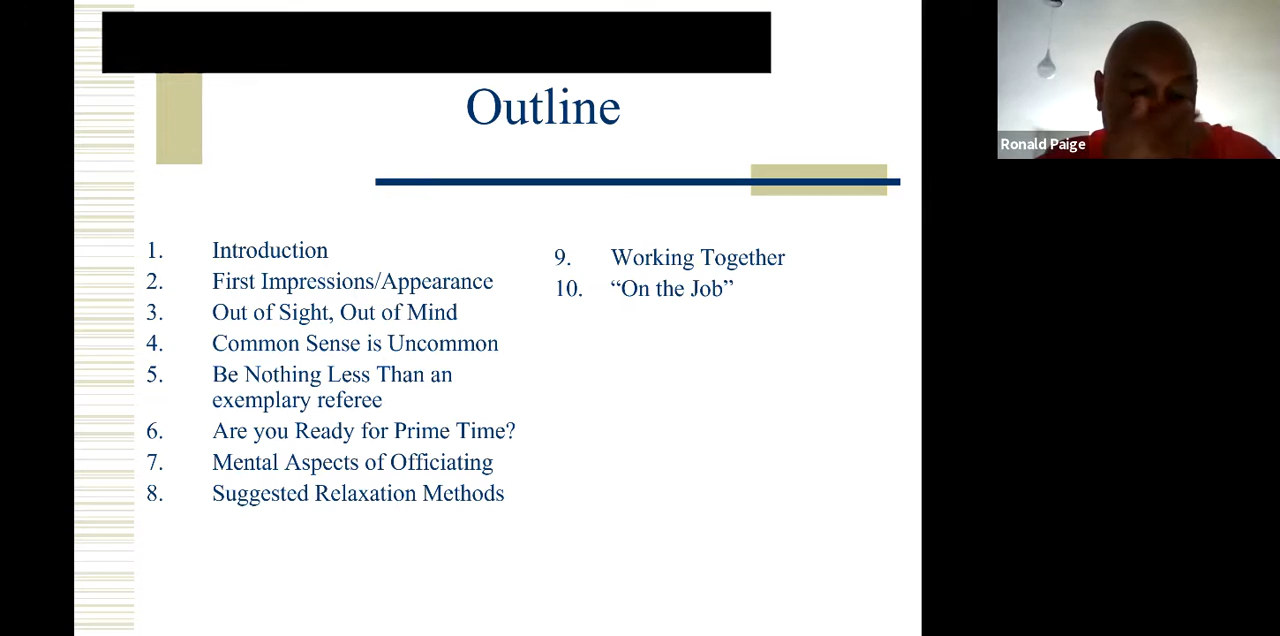 Outline
1. Introduction
2. First Impressions/Appearance
3. Out of Sight, Out of Mind
4. Common Sense is Uncommon
5. Be Nothing Less Than an
exemplary referee
6. Are you Ready for Prime Time?
7. Mental Aspects of Officiating
8. Suggested Relaxation Methods
9. Working Together
10. “On the Job”
Ronald Paige